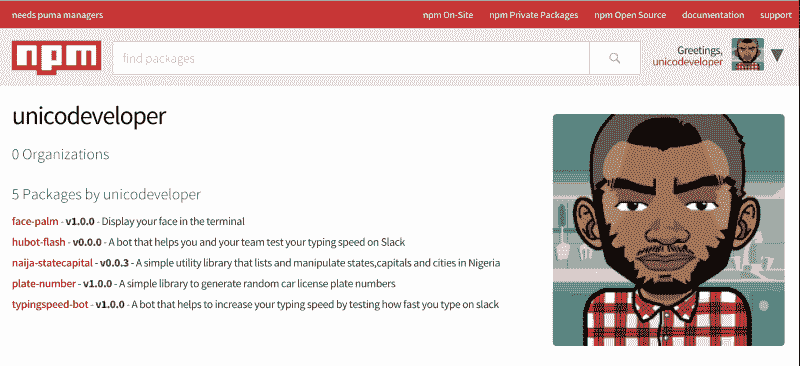 needs puma managers
npm On-Site npm Private Packages npm Open Source documentation support
npm
find packages
Greetings,
unicodeveloper
unicodeveloper
0 Organizations
5 Packages by unicodeveloper
face-palm - v1.0.0 - Display your face in the terminal
hubot-flash - v0.0.0 - A bot that helps you and your team test your typing speed on Slack
naija-statecapital - v0.0.3 - A simple utility library that lists and manipulate states,capitals and cities in Nigeria
plate-number - v1.0.0 - A simple library to generate random car license plate numbers
typingspeed-bot - v1.0.0 - A bot that helps to increase your typing speed by testing how fast you type on slack